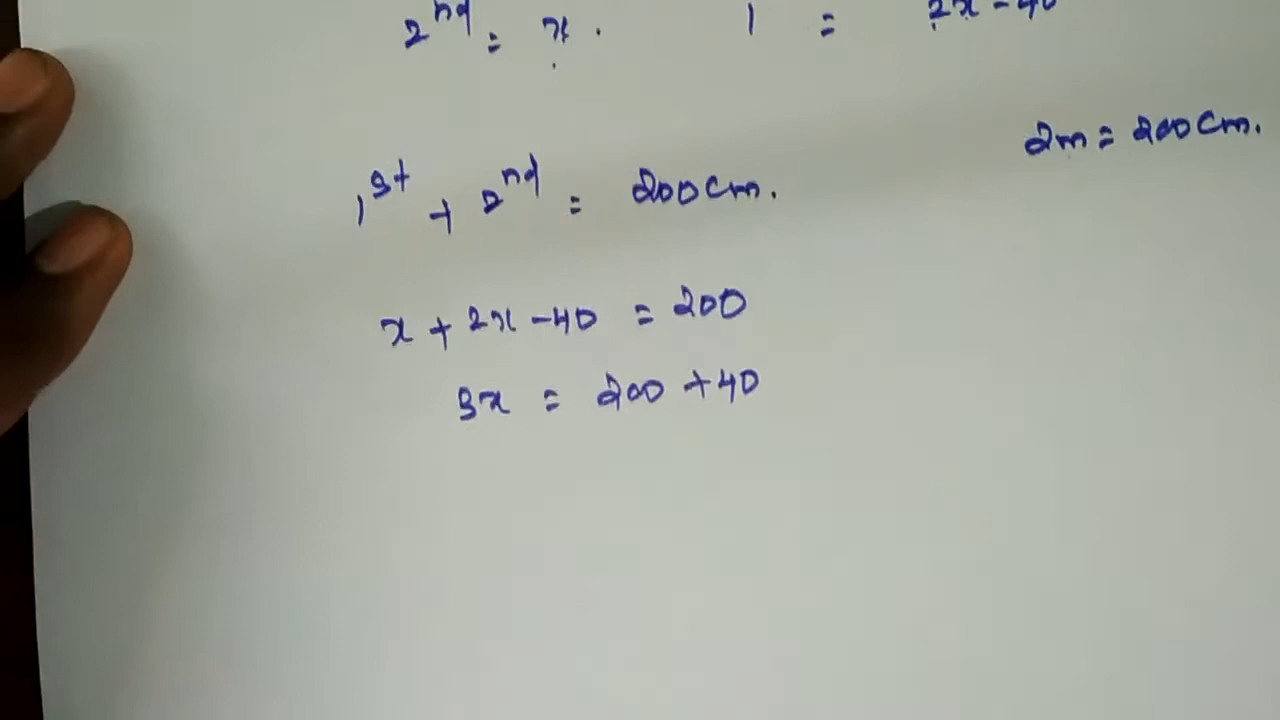 2nd = x. 1 = 2x - 40
2m = 200cm.
1st + 2nd = 200cm.
x + 2x - 40 = 200
3x = 200 + 40